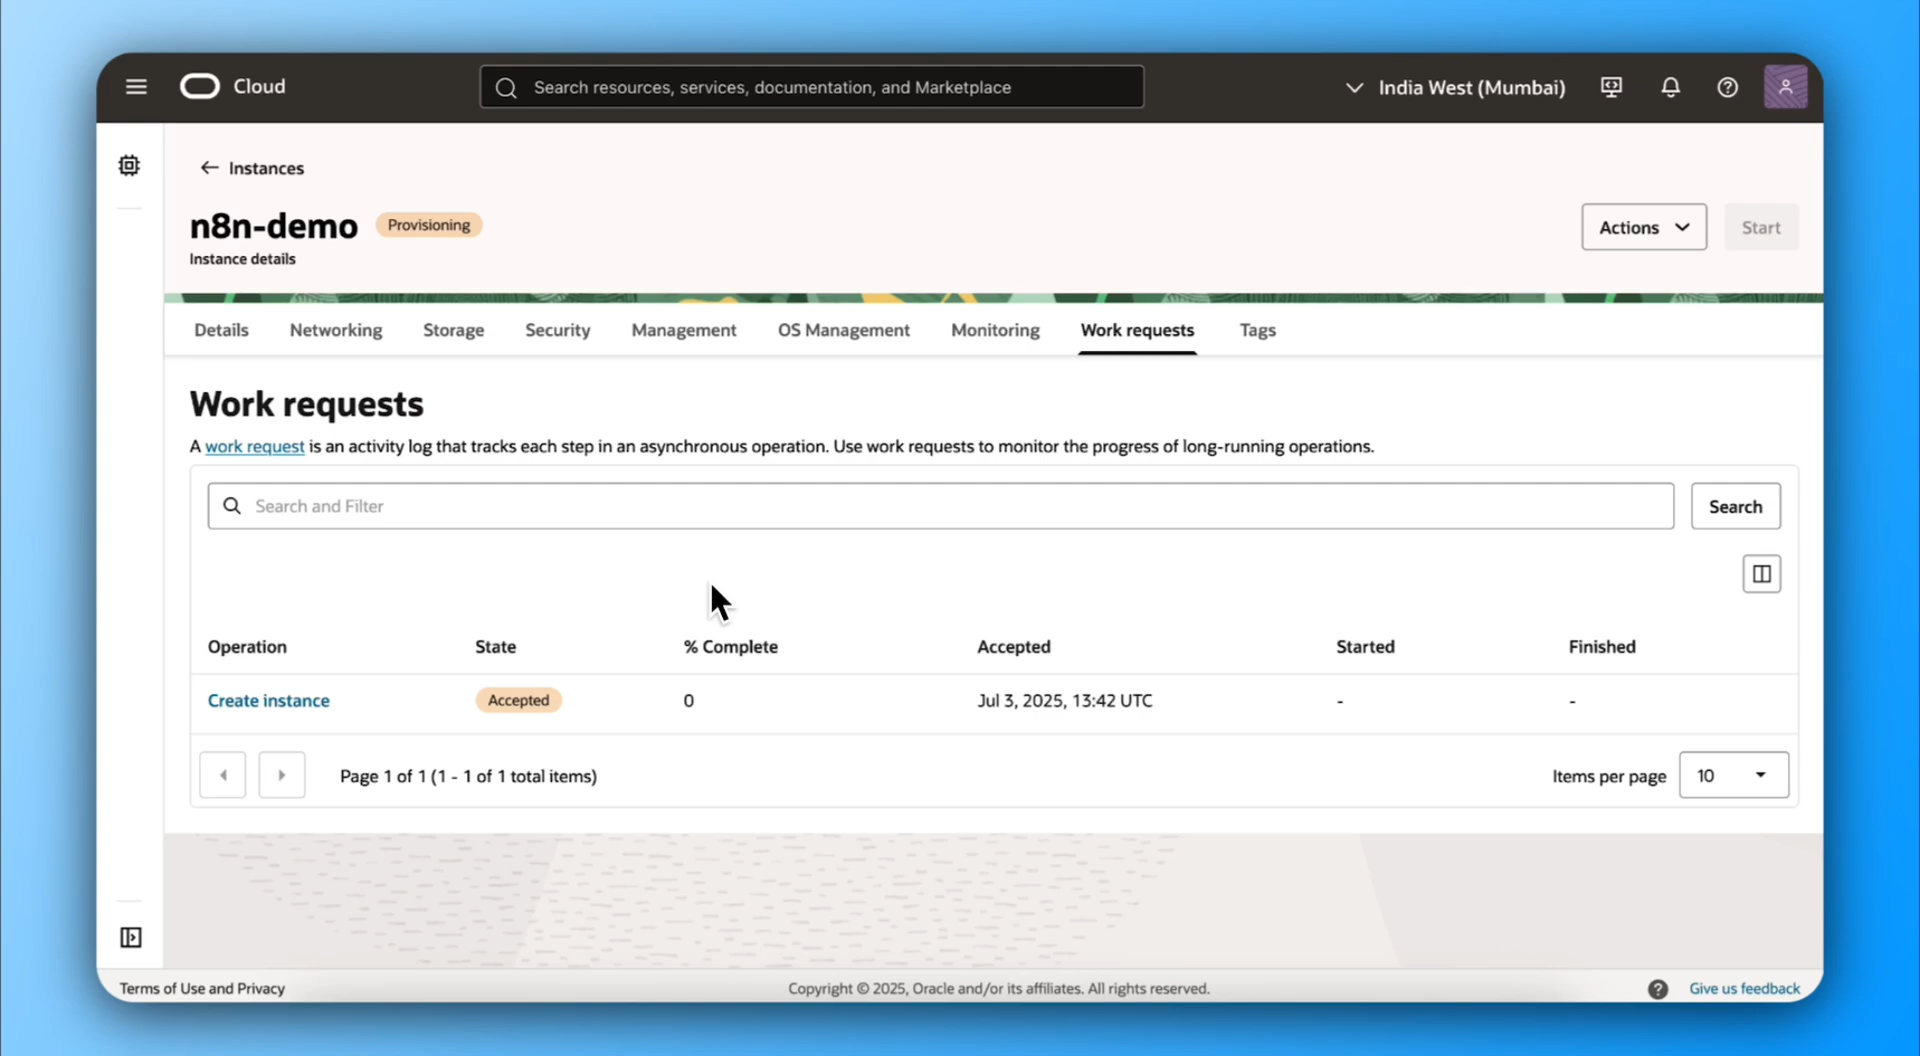 Cloud
Search resources, services, documentation, and Marketplace
India West (Mumbai)
Instances
n8n-demo
Provisioning
Actions
Start
Instance details
Details
Networking
Storage
Security
Management
OS Management
Monitoring
Work requests
Tags
Work requests
A work request is an activity log that tracks each step in an asynchronous operation. Use work requests to monitor the progress of long-running operations.
Search and Filter
Search
Operation
State
% Complete
Accepted
Started
Finished
Create instance
Accepted
0
Jul 3, 2025, 13:42 UTC
-
-
Page 1 of 1 (1 - 1 of 1 total items)
Items per page
10
Terms of Use and Privacy
Copyright © 2025, Oracle and/or its affiliates. All rights reserved.
Give us feedback